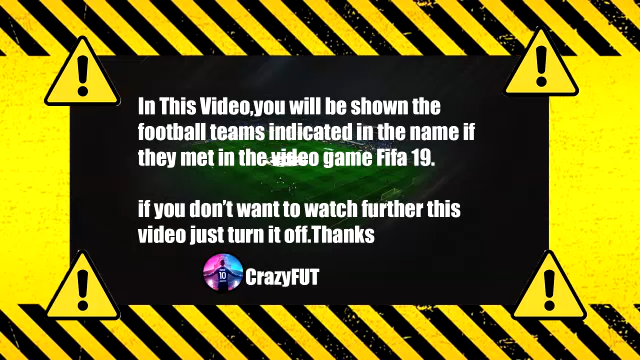 In This Video,you will be shown the
football teams indicated in the name if
they met in the video game Fifa 19.
if you don't want to watch further this
video just turn it off.Thanks
10
CrazyFUT